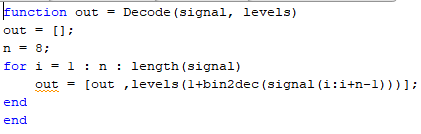 function out = Decode(signal, levels)
out = [];
n = 8;
for i = 1 : n : length(signal)
    out = [out ,levels(1+bin2dec(signal(i:i+n-1)))];
end
end